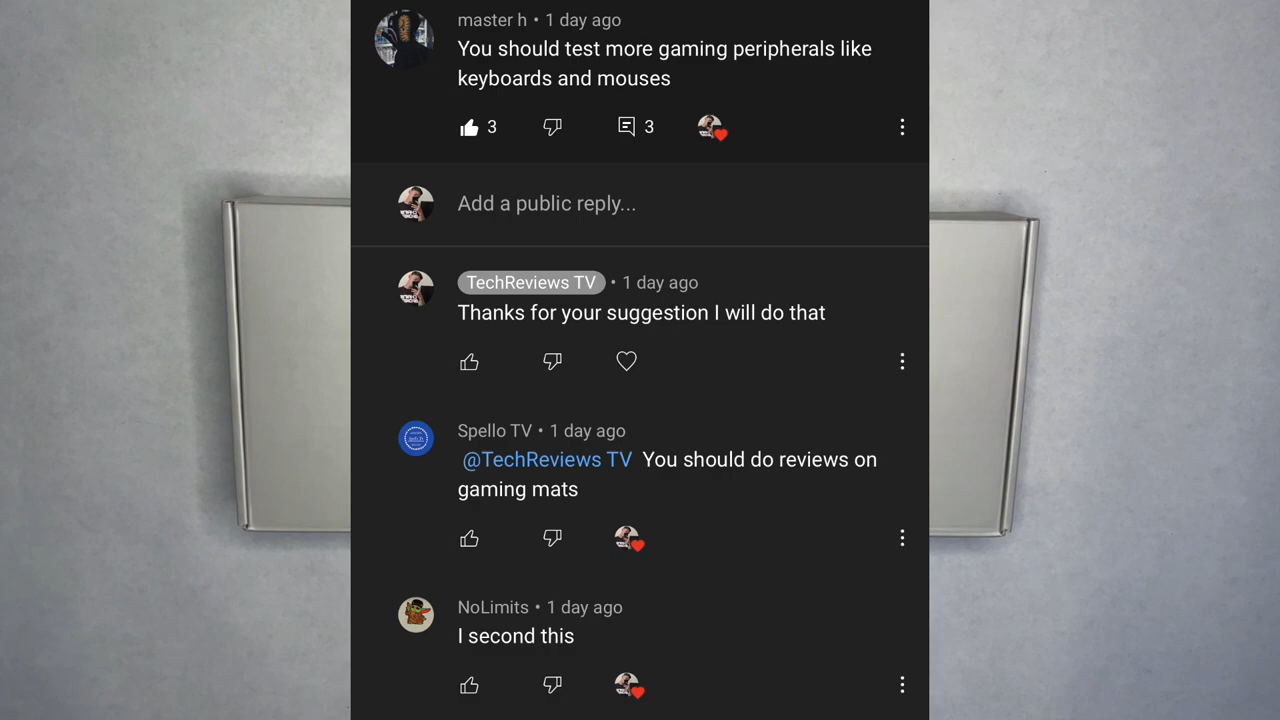 master h • 1 day ago
You should test more gaming peripherals like
keyboards and mouses
3
3
Add a public reply...
TechReviews TV • 1 day ago
Thanks for your suggestion I will do that
Spello TV • 1 day ago
@TechReviews TV You should do reviews on
gaming mats
NoLimits • 1 day ago
I second this